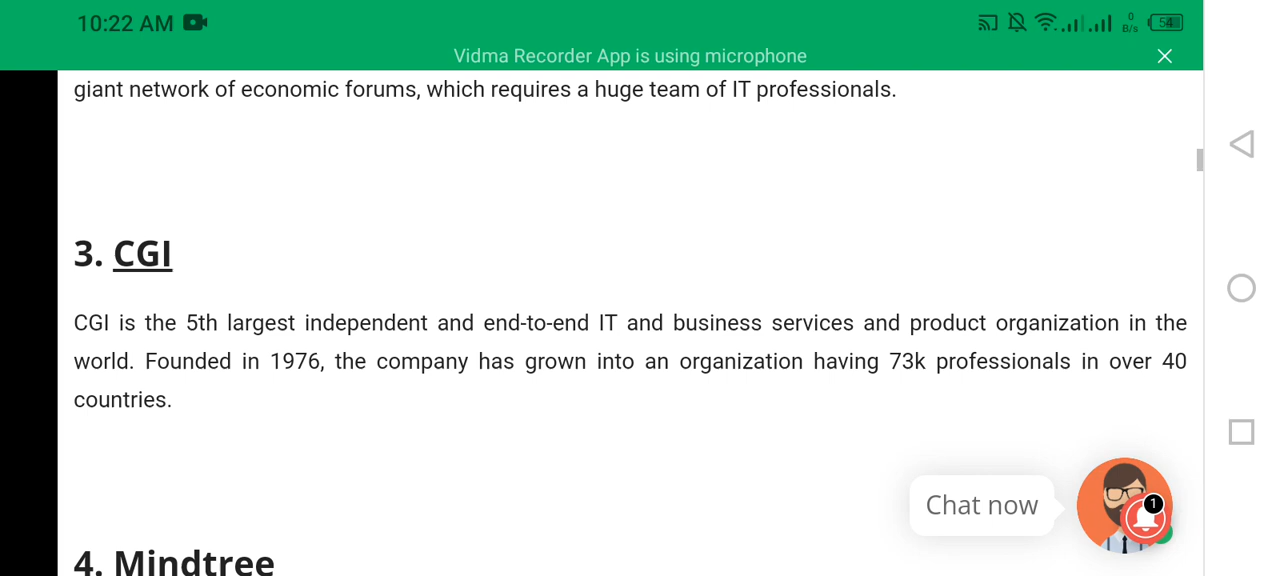 10:22 AM
0
B/s
54
Vidma Recorder App is using microphone
giant network of economic forums, which requires a huge team of IT professionals.
3. CGI
CGI is the 5th largest independent and end-to-end IT and business services and product organization in the
world. Founded in 1976, the company has grown into an organization having 73k professionals in over 40
countries.
Chat now
1
4. Mindtree